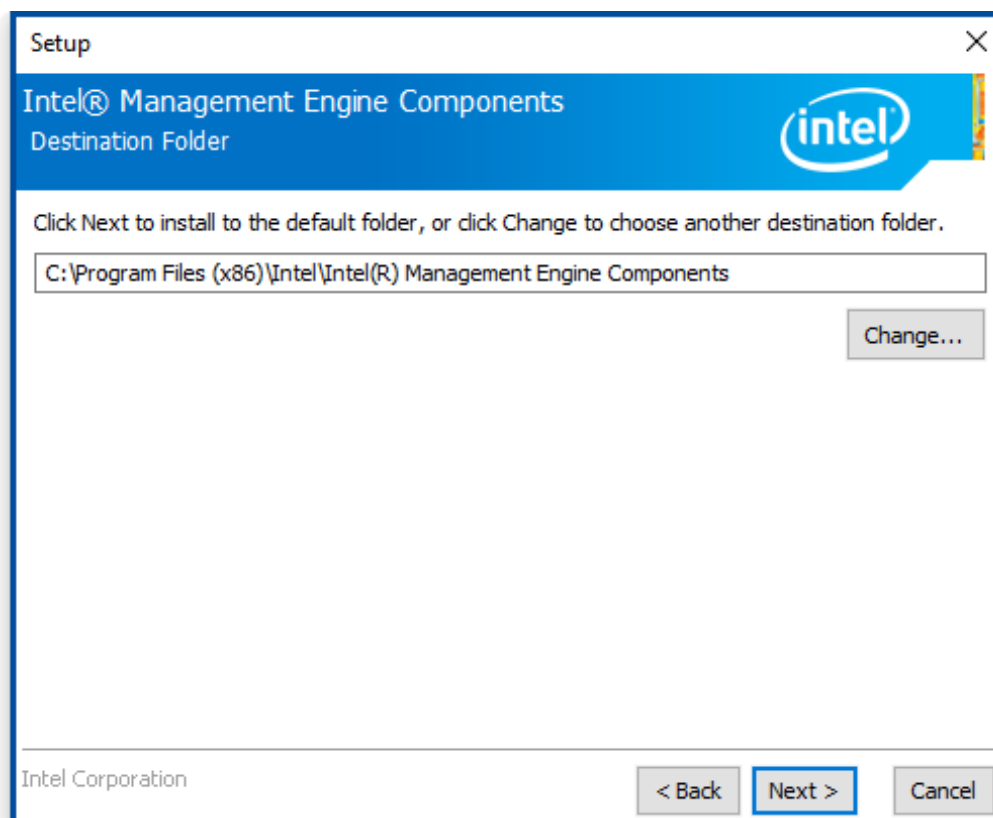 Setup
Intel® Management Engine Components
Destination Folder
intel
Click Next to install to the default folder, or click Change to choose another destination folder.
C:\Program Files (x86)\Intel\Intel(R) Management Engine Components
Change...
Intel Corporation
< Back
Next >
Cancel